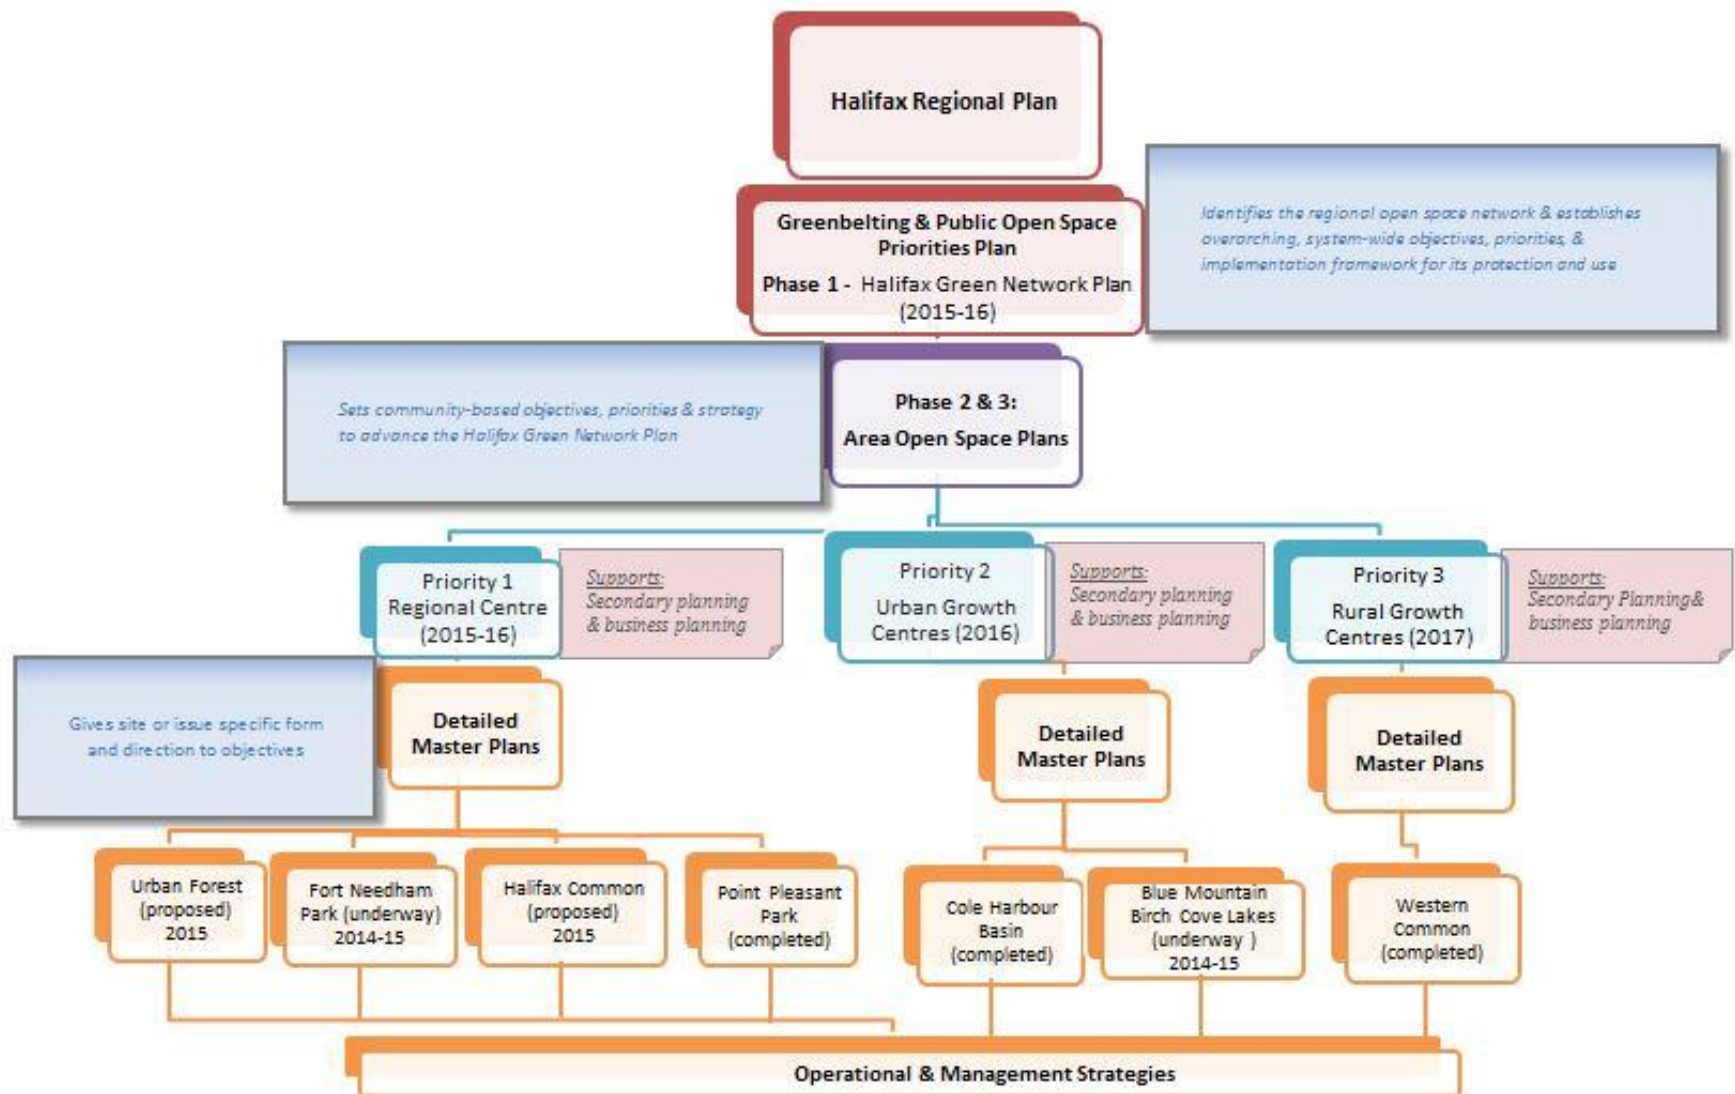 Halifax Regional Plan
Greenbelting & Public Open Space
Priorities Plan
Phase 1 - Halifax Green Network Plan
(2015-16)
Identifies the regional open space network & establishes
overarching, system-wide objectives, priorities, &
implementation framework for its protection and use
Sets community-based objectives, priorities & strategy
to advance the Halifax Green Network Plan
Phase 2 & 3:
Area Open Space Plans
Priority 1
Regional Centre
(2015-16)
Supports:
Secondary planning
& business planning
Priority 2
Urban Growth
Centres (2016)
Supports:
Secondary planning
& business planning
Priority 3
Rural Growth
Centres (2017)
Supports:
Secondary Planning&
business planning
Gives site or issue specific form
and direction to objectives
Detailed
Master Plans
Detailed
Master Plans
Detailed
Master Plans
Urban Forest
(proposed)
2015
Fort Needham
Park (underway)
2014-15
Halifax Common
(proposed)
2015
Point Pleasant
Park
(completed)
Cole Harbour
Basin
(completed)
Blue Mountain
Birch Cove Lakes
(underway )
2014-15
Western
Common
(completed)
Operational & Management Strategies